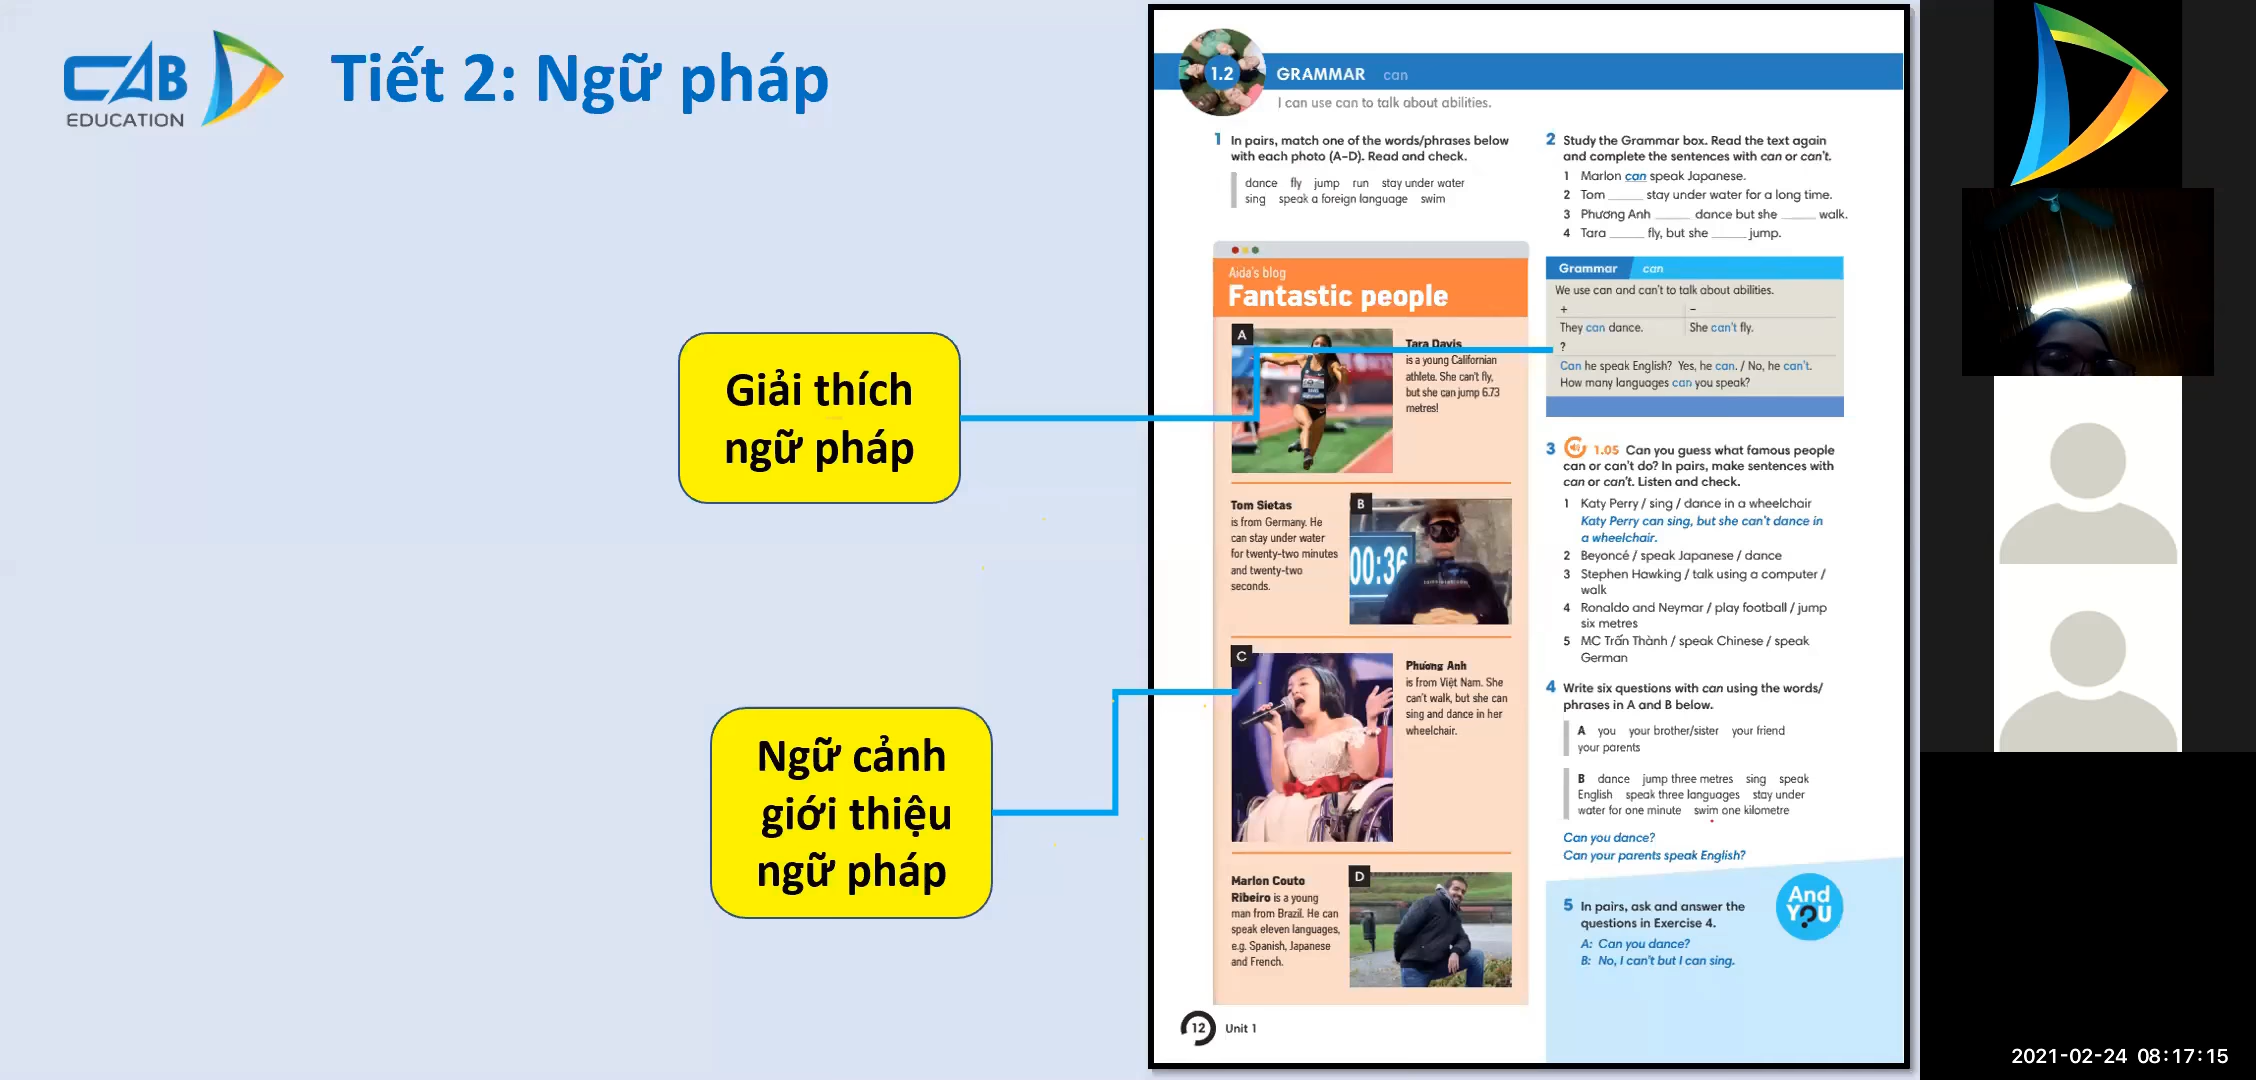 CAB
EDUCATION
Tiết 2: Ngữ pháp
Giải thích
ngữ pháp
Ngữ cảnh
giới thiệu
ngữ pháp
1.2
GRAMMAR can
I can use can to talk about abilities.
1 In pairs, match one of the words/phrases below
with each photo (A–D). Read and check.
dance fly jump run stay under water
sing speak a foreign language swim
Aida's blog
Fantastic people
A
Tara Davis
is a young Californian
athlete. She can't fly,
but she can jump 6.73
metres!
Tom Sietas
is from Germany. He
can stay under water
for twenty-two minutes
and twenty-two
seconds.
B
00:36
C
Phương Anh
is from Việt Nam. She
can't walk, but she can
sing and dance in her
wheelchair.
Marlon Couto
Ribeiro is a young
man from Brazil. He can
speak eleven languages,
e.g. Spanish, Japanese
and French.
D
12 Unit 1
2 Study the Grammar box. Read the text again
and complete the sentences with can or can't.
1 Marlon can speak Japanese.
2 Tom _____ stay under water for a long time.
3 Phương Anh _____ dance but she _____ walk.
4 Tara _____ fly, but she _____ jump.
Grammar can
We use can and can't to talk about abilities.
+ –
They can dance. She can't fly.
?
Can he speak English? Yes, he can. / No, he can't.
How many languages can you speak?
3 1.05 Can you guess what famous people
can or can't do? In pairs, make sentences with
can or can't. Listen and check.
1 Katy Perry / sing / dance in a wheelchair
Katy Perry can sing, but she can't dance in
a wheelchair.
2 Beyoncé / speak Japanese / dance
3 Stephen Hawking / talk using a computer /
walk
4 Ronaldo and Neymar / play football / jump
six metres
5 MC Trấn Thành / speak Chinese / speak
German
4 Write six questions with can using the words/
phrases in A and B below.
A you your brother/sister your friend
your parents
B dance jump three metres sing speak
English speak three languages stay under
water for one minute swim one kilometre
Can you dance?
Can your parents speak English?
And
YOU
5 In pairs, ask and answer the
questions in Exercise 4.
A: Can you dance?
B: No, I can't but I can sing.
2021-02-24 08:17:15